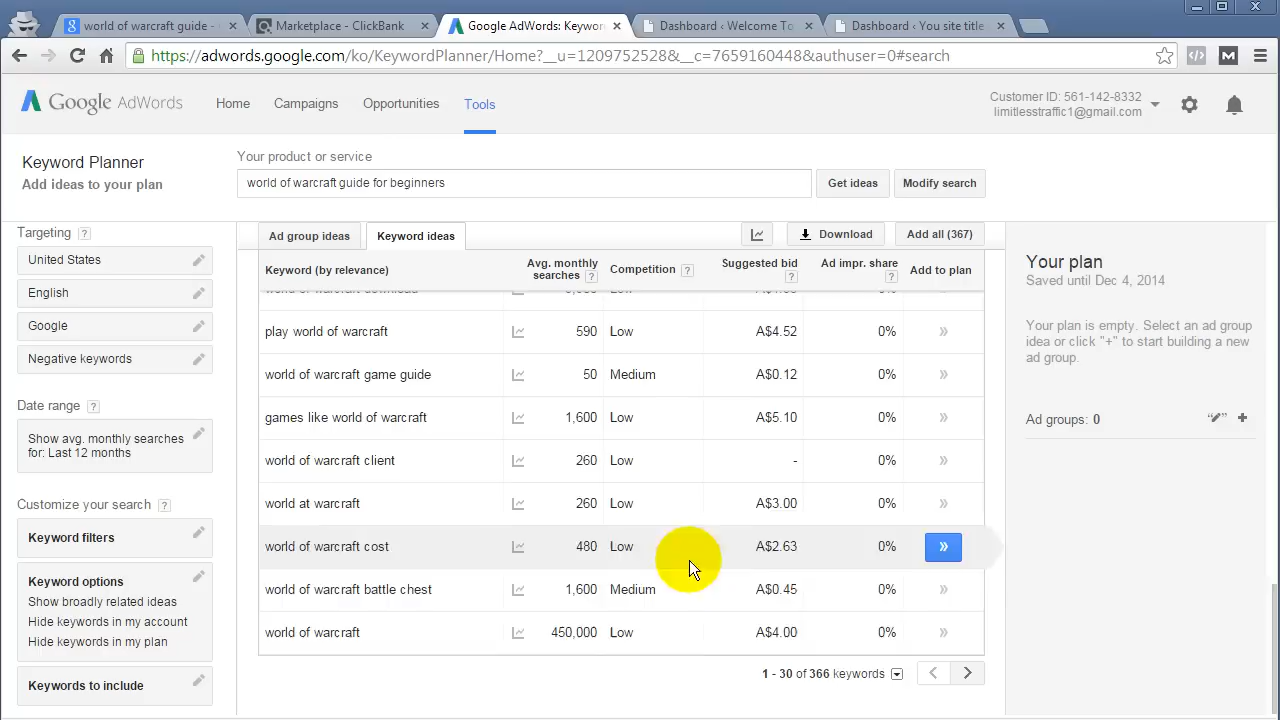 world of warcraft guide -
Marketplace - ClickBank
Google AdWords: Keywor
Dashboard ‹ Welcome To
Dashboard ‹ You site title
https://adwords.google.com/ko/KeywordPlanner/Home?__u=1209752528&__c=7659160448&authuser=0#search
Google AdWords
Home
Campaigns
Opportunities
Tools
Customer ID: 561-142-8332
limitlesstraffic1@gmail.com
Keyword Planner
Add ideas to your plan
Your product or service
world of warcraft guide for beginners
Get ideas
Modify search
Targeting ?
United States
English
Google
Negative keywords
Date range ?
Show avg. monthly searches
for: Last 12 months
Customize your search ?
Keyword filters
Keyword options
Show broadly related ideas
Hide keywords in my account
Hide keywords in my plan
Keywords to include
Ad group ideas
Keyword ideas
Download
Add all (367)
Keyword (by relevance)
Avg. monthly
searches ?
Competition ?
Suggested bid
?
Ad impr. share
?
Add to plan
world of warcraft download
play world of warcraft 590 Low A$4.52 0% »
world of warcraft game guide 50 Medium A$0.12 0% »
games like world of warcraft 1,600 Low A$5.10 0% »
world of warcraft client 260 Low - 0% »
world at warcraft 260 Low A$3.00 0% »
world of warcraft cost 480 Low A$2.63 0% »
world of warcraft battle chest 1,600 Medium A$0.45 0% »
world of warcraft 450,000 Low A$4.00 0% »
1 - 30 of 366 keywords
Your plan
Saved until Dec 4, 2014
Your plan is empty. Select an ad group
idea or click "+" to start building a new
ad group.
Ad groups: 0